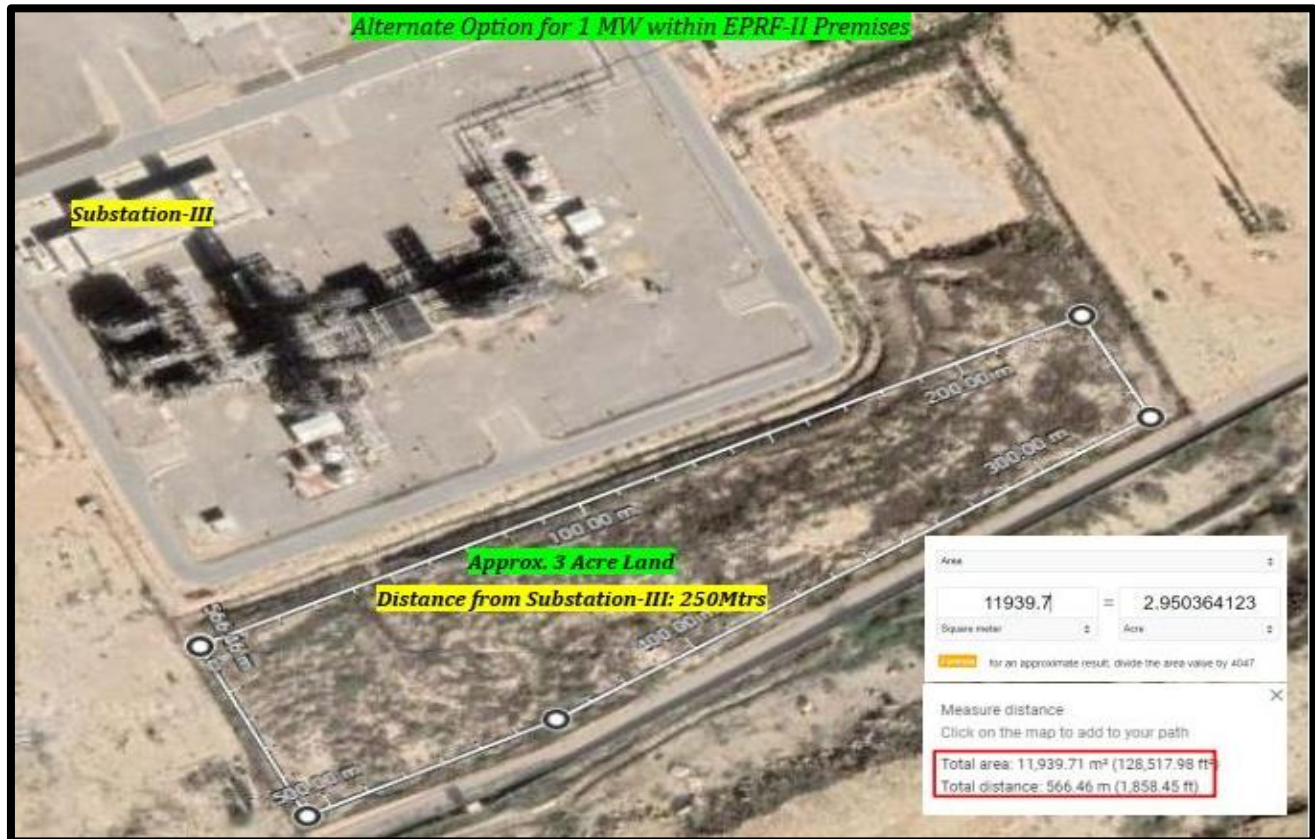 Alternate Option for 1 MW within EPRF-II Premises
Substation-III
200.00 m
300.00 m
100.00 m
Approx. 3 Acre Land
Distance from Substation-III: 250Mtrs
400.00 m
566.46 m
500.00 m
Area
11939.7 = 2.950364123
Square meter Acre
for an approximate result, divide the area value by 4047
Measure distance
Click on the map to add to your path
Total area: 11,939.71 m² (128,517.98 ft²)
Total distance: 566.46 m (1,858.45 ft)